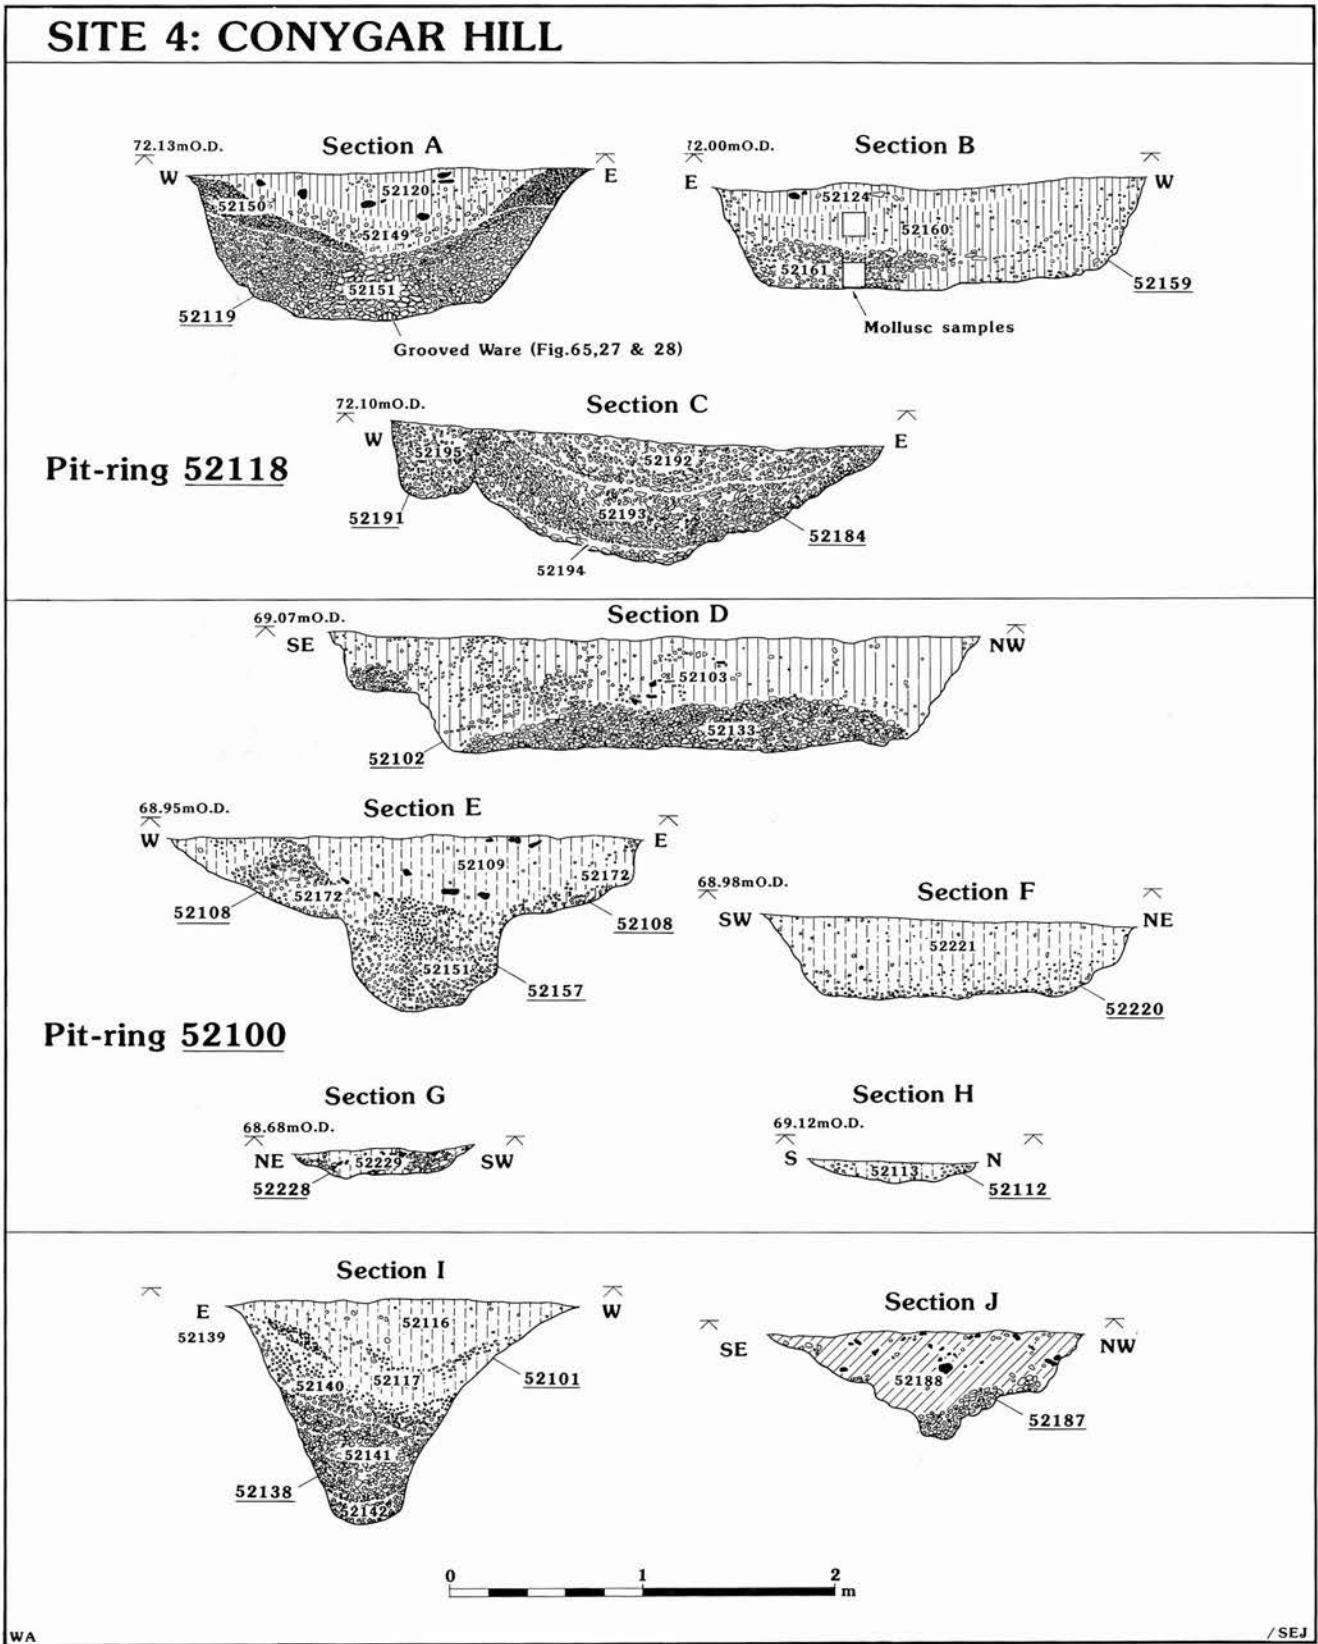 SITE 4: CONYGAR HILL
Section A
72.13mO.D.
W
E
52120
52150
52149
52151
52119
Grooved Ware (Fig.65,27 & 28)
Section B
72.00mO.D.
E
W
52124
52160
52161
52159
Mollusc samples
Section C
72.10mO.D.
W
E
52195
52192
52193
52191
52184
52194
Pit-ring 52118
Section D
69.07mO.D.
SE
NW
52103
52133
52102
Section E
68.95mO.D.
W
E
52109
52172
52172
52108
52108
52151
52157
Section F
68.98mO.D.
SW
NE
52221
52220
Pit-ring 52100
Section G
68.68mO.D.
NE
SW
52229
52228
Section H
69.12mO.D.
S
N
52113
52112
Section I
E
W
52139
52116
52117
52140
52101
52141
52138
52142
Section J
SE
NW
52188
52187
0 1 2
m
WA
/SEJ